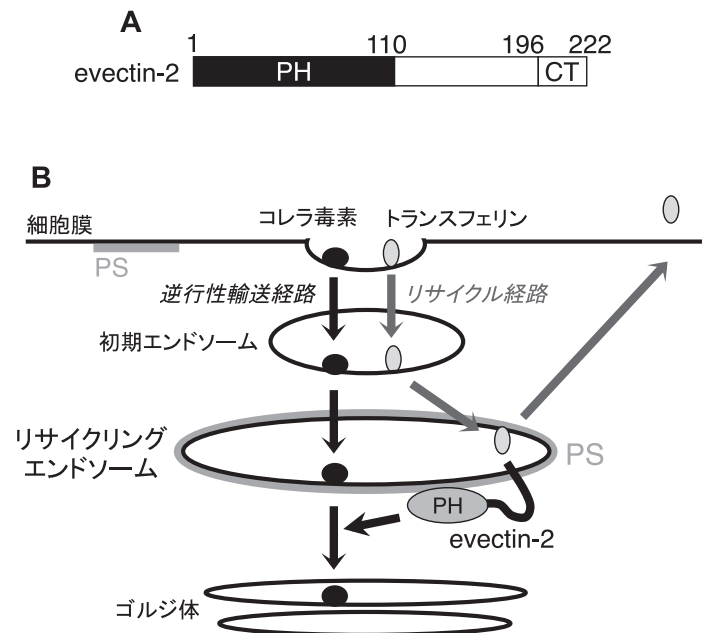 A
1 110 196 222
evectin-2 PH CT
B
細胞膜 コレラ毒素 トランスフェリン
PS
逆行性輸送経路 リサイクル経路
初期エンドソーム
リサイクリング
エンドソーム
PS
PH
evectin-2
ゴルジ体